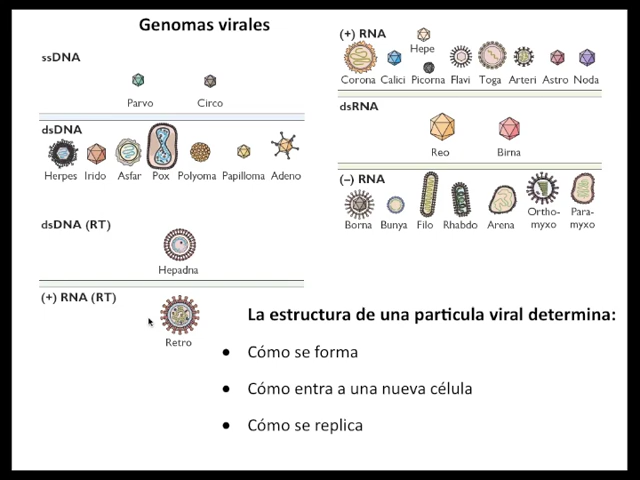 Genomas virales
ssDNA
Parvo Circo
dsDNA
Herpes Irido Asfar Pox Polyoma Papilloma Adeno
dsDNA (RT)
Hepadna
(+) RNA (RT)
Retro
(+) RNA
Hepe
Corona Calici Picorna Flavi Toga Arteri Astro Noda
dsRNA
Reo Birna
(–) RNA
Borna Bunya Filo Rhabdo Arena Ortho-
myxo Para-
myxo
La estructura de una particula viral determina:
• Cómo se forma
• Cómo entra a una nueva célula
• Cómo se replica